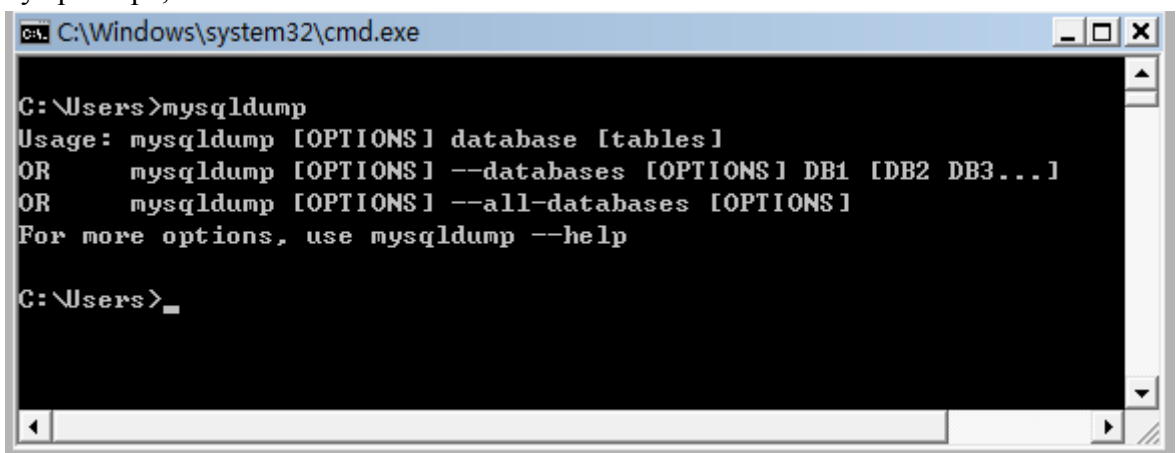 C:\Windows\system32\cmd.exe
C:\Users>mysqldump
Usage: mysqldump [OPTIONS] database [tables]
OR       mysqldump [OPTIONS] --databases [OPTIONS] DB1 [DB2 DB3...]
OR       mysqldump [OPTIONS] --all-databases [OPTIONS]
For more options, use mysqldump --help
C:\Users>_